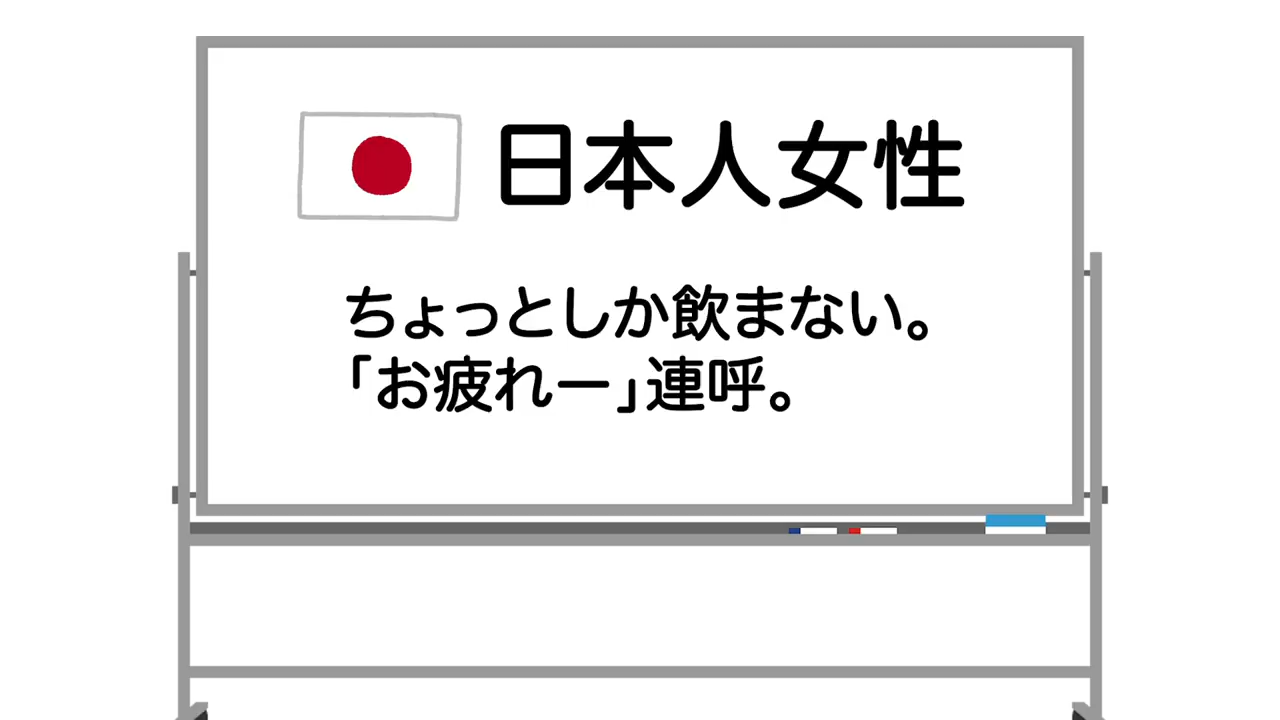 日本人女性
ちょっとしか飲まない。
「お疲れー」連呼。